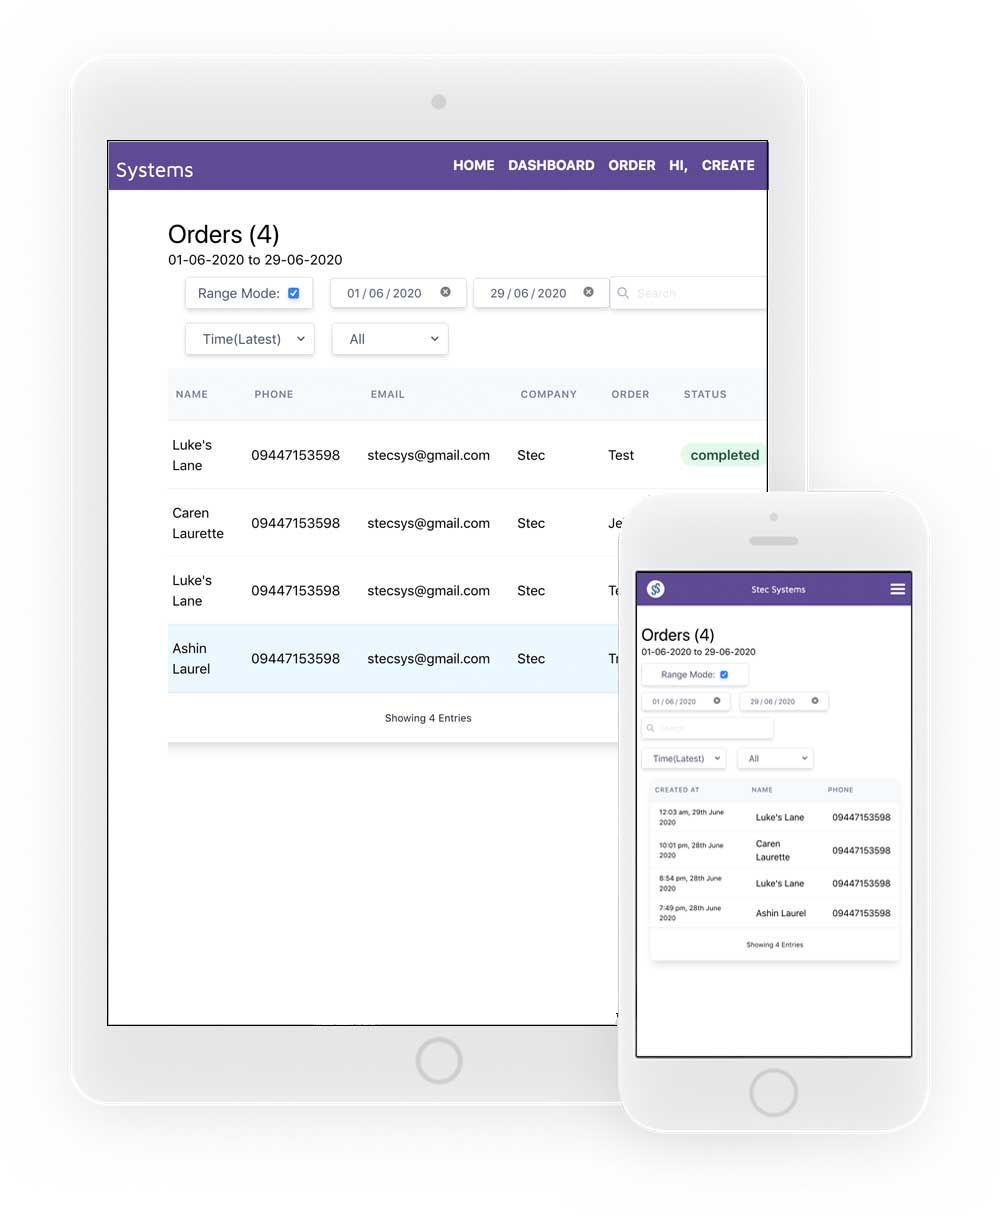 Systems HOME DASHBOARD ORDER HI, CREATE
Orders (4)
01-06-2020 to 29-06-2020
Range Mode: 01/06/2020 29/06/2020 Search
Time(Latest) All
NAME PHONE EMAIL COMPANY ORDER STATUS
Luke's
Lane
09447153598 stecsys@gmail.com Stec Test completed
Caren
Laurette
09447153598 stecsys@gmail.com Stec
Luke's
Lane
09447153598 stecsys@gmail.com Stec
Ashin
Laurel
09447153598 stecsys@gmail.com Stec
Showing 4 Entries
Stec Systems
Orders (4)
01-06-2020 to 29-06-2020
Range Mode:
01/06/2020 29/06/2020
Search
Time(Latest) All
CREATED AT NAME PHONE
12:03 am, 29th June
2020
Luke's Lane 09447153598
10:01 pm, 28th June
2020
Caren
Laurette
09447153598
8:54 pm, 28th June
2020
Luke's Lane 09447153598
7:49 pm, 28th June
2020
Ashin Laurel 09447153598
Showing 4 Entries